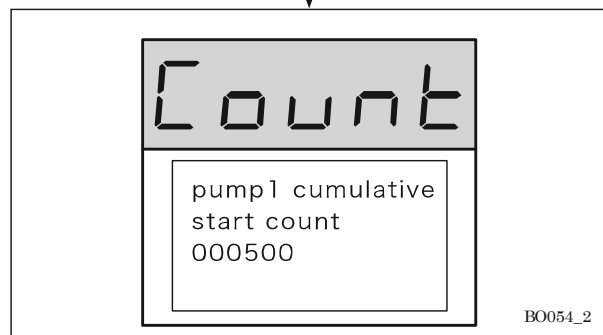 Count
pump1 cumulative
start count
000500
BO054_2